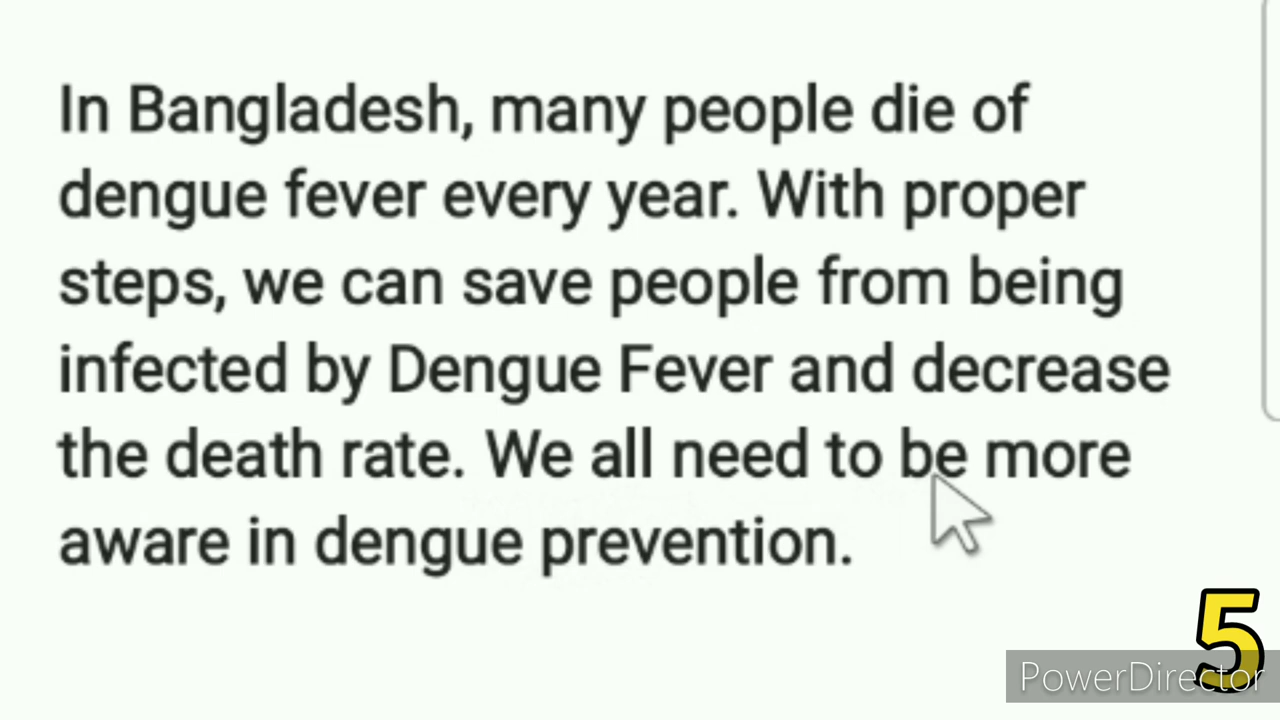 In Bangladesh, many people die of
dengue fever every year. With proper
steps, we can save people from being
infected by Dengue Fever and decrease
the death rate. We all need to be more
aware in dengue prevention.
5
PowerDirector